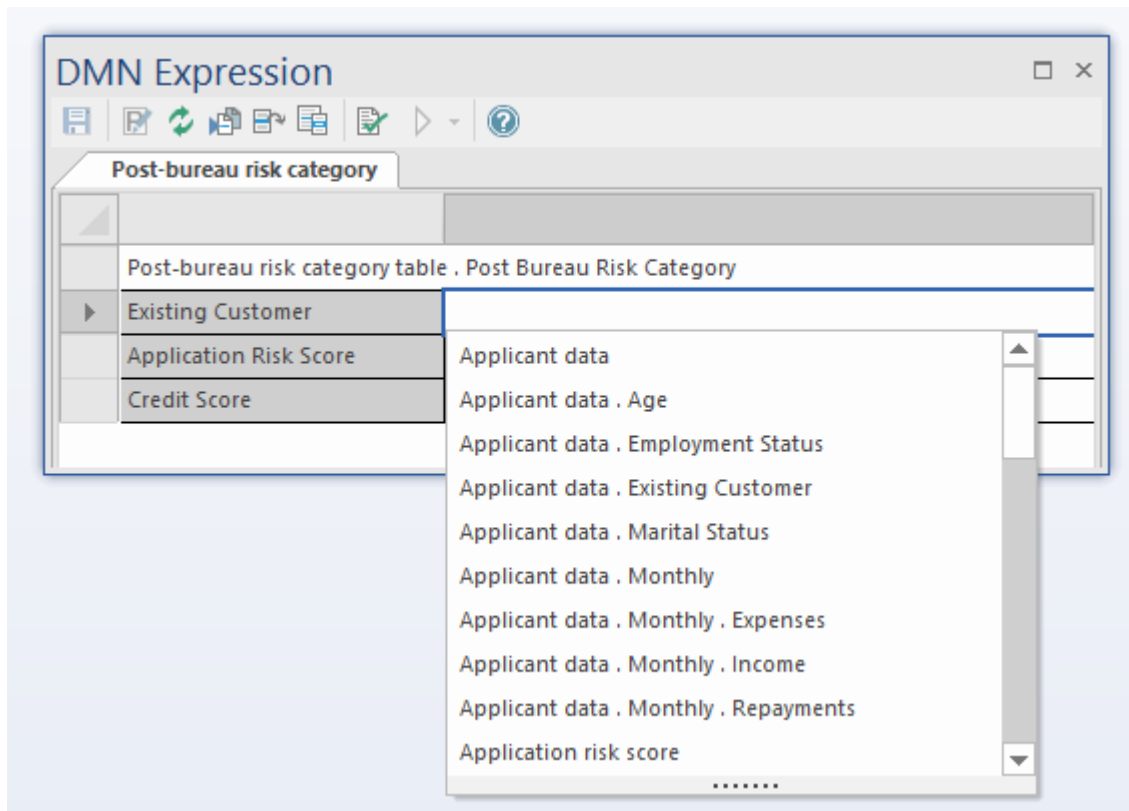 DMN Expression
Post-bureau risk category
Post-bureau risk category table . Post Bureau Risk Category
Existing Customer
Application Risk Score
Credit Score
Applicant data
Applicant data . Age
Applicant data . Employment Status
Applicant data . Existing Customer
Applicant data . Marital Status
Applicant data . Monthly
Applicant data . Monthly . Expenses
Applicant data . Monthly . Income
Applicant data . Monthly . Repayments
Application risk score